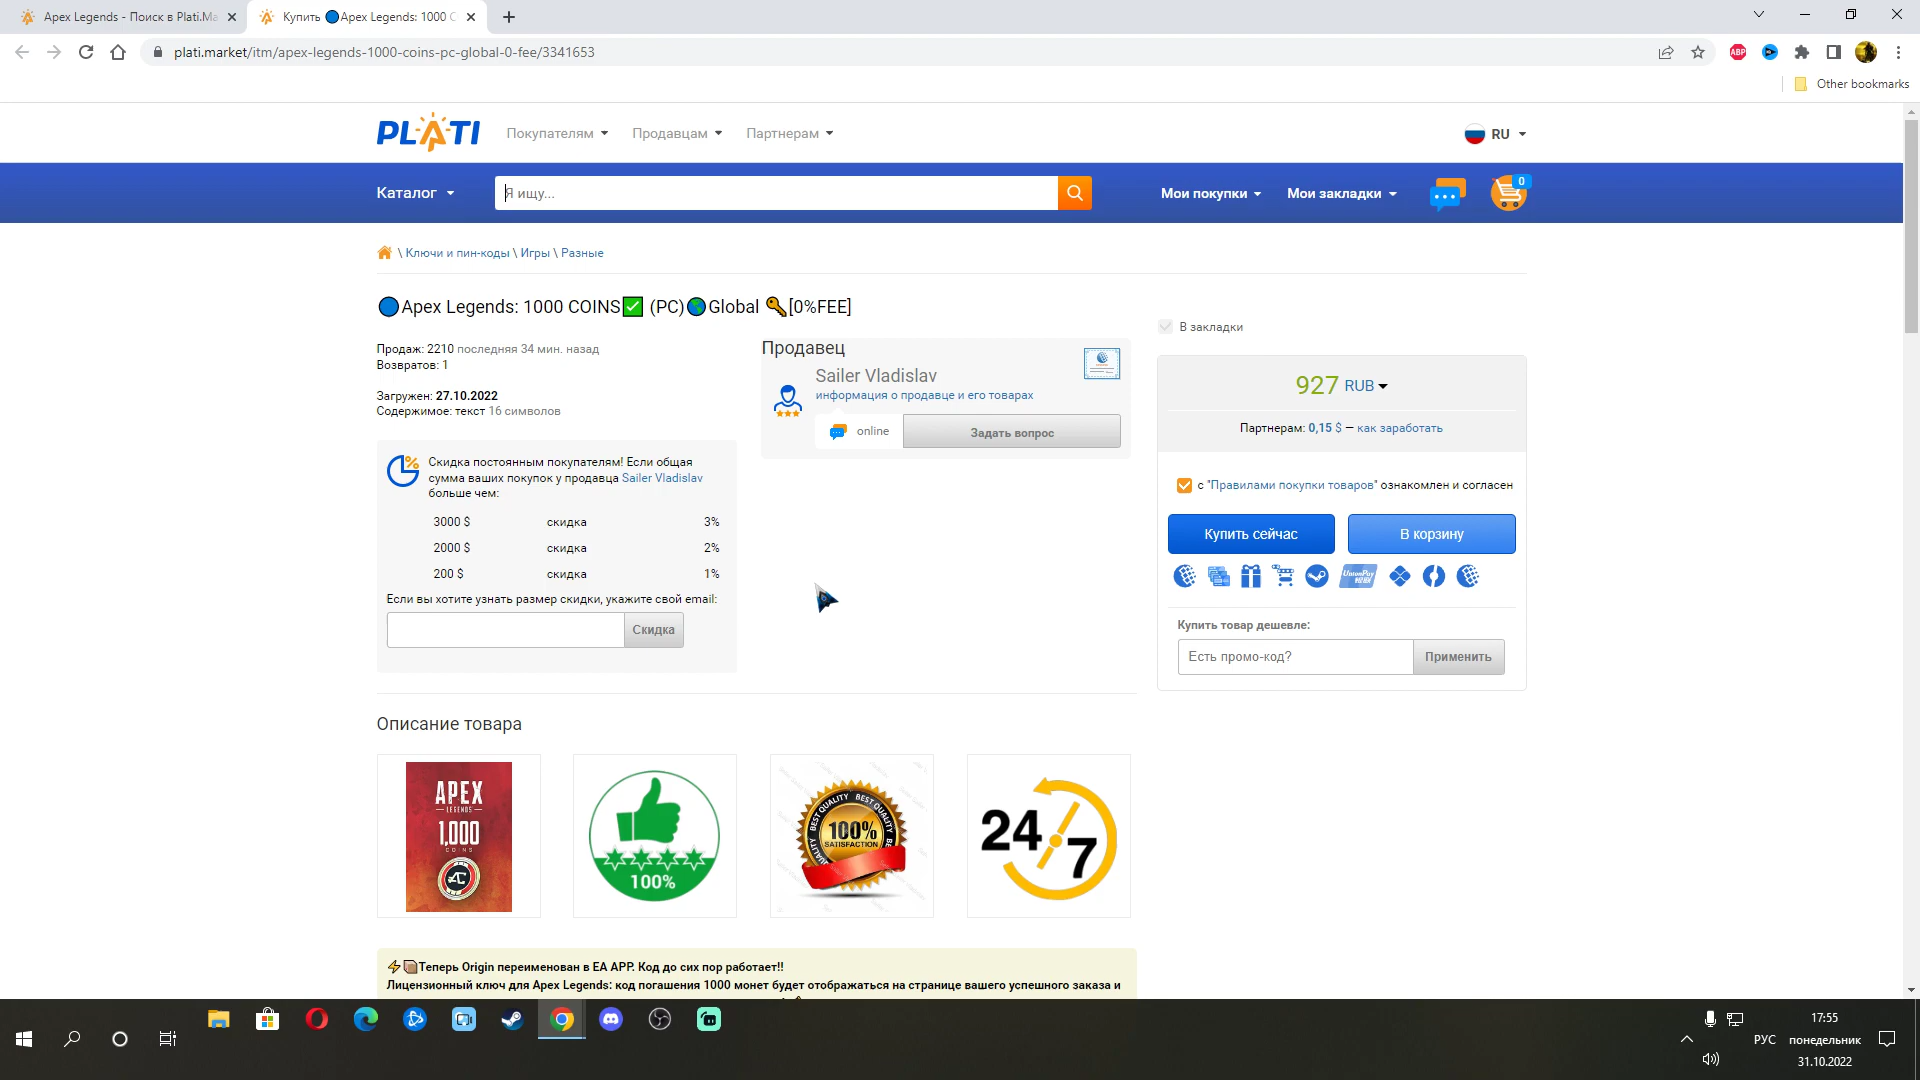 Apex Legends - Поиск в Plati.Ma
Купить 🔵Apex Legends: 1000 C
plati.market/itm/apex-legends-1000-coins-pc-global-0-fee/3341653
ABP
Other bookmarks
PLATI
Покупателям
Продавцам
Партнерам
RU
Каталог
Я ищу...
Мои покупки
Мои закладки
0
\ Ключи и пин-коды \ Игры \ Разные
🔵Apex Legends: 1000 COINS✅ (PC)🌍Global 🔑[0%FEE]
В закладки
Продаж: 2210 последняя 34 мин. назад
Возвратов: 1
Загружен: 27.10.2022
Содержимое: текст 16 символов
Продавец
Sailer Vladislav
информация о продавце и его товарах
online
Задать вопрос
927 RUB
Партнерам: 0,15 $ — как заработать
с "Правилами покупки товаров" ознакомлен и согласен
Купить сейчас
В корзину
UnionPay
Купить товар дешевле:
Есть промо-код?
Применить
Скидка постоянным покупателям! Если общая
сумма ваших покупок у продавца Sailer Vladislav
больше чем:
3000 $ скидка 3%
2000 $ скидка 2%
200 $ скидка 1%
Если вы хотите узнать размер скидки, укажите свой email:
Скидка
Описание товара
APEX
LEGENDS
1,000
COINS
100%
BEST QUALITY BEST QUALITY
100%
SATISFACTION
24/7
⚡📦Теперь Origin переименован в EA APP. Код до сих пор работает!!
Лицензионный ключ для Apex Legends: код погашения 1000 монет будет отображаться на странице вашего успешного заказа и
17:55
РУС
понедельник
31.10.2022